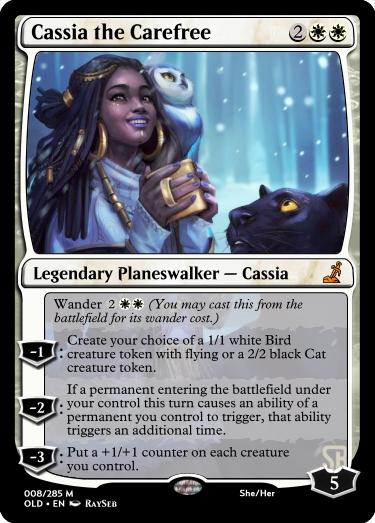 Cassia the Carefree 2
Legendary Planeswalker — Cassia
Wander 2 (You may cast this from the
battlefield for its wander cost.)
-1: Create your choice of a 1/1 white Bird
creature token with flying or a 2/2 black Cat
creature token.
-2: If a permanent entering the battlefield under
your control this turn causes an ability of a
permanent you control to trigger, that ability
triggers an additional time.
-3: Put a +1/+1 counter on each creature
you control.
5
008/285 M
OLD • EN RaySeb
She/Her